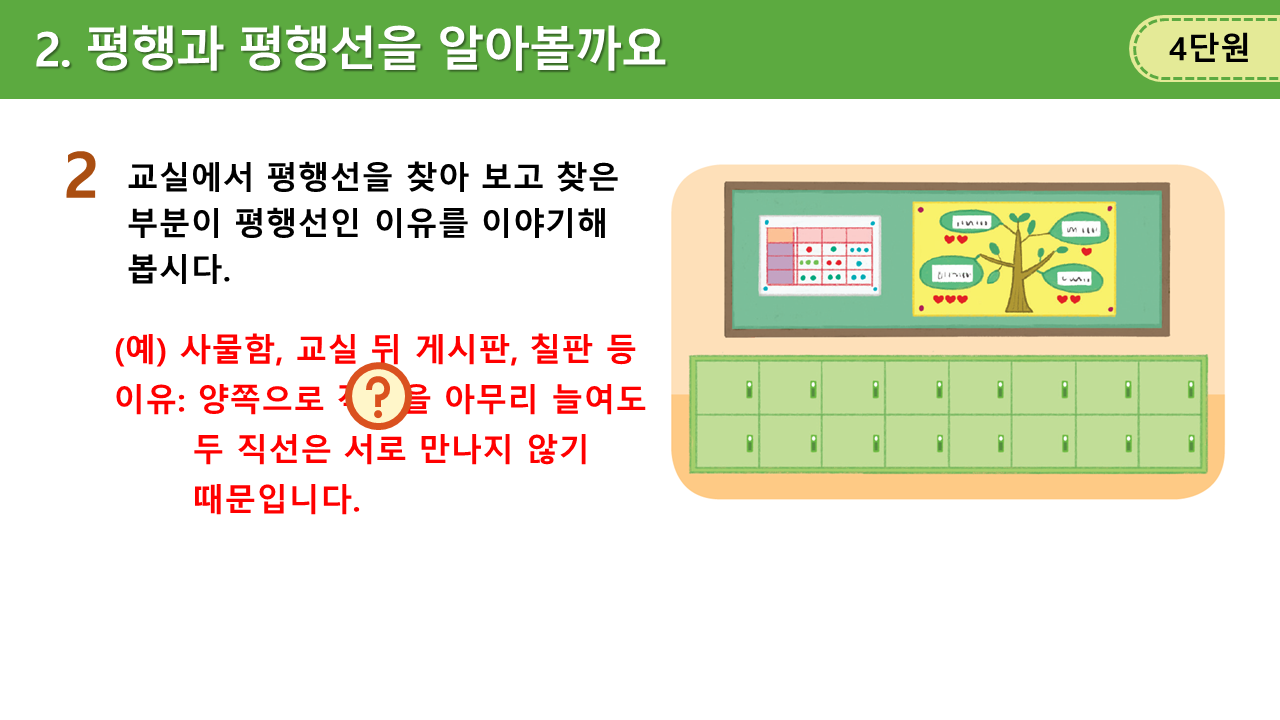 2. 평행과 평행선을 알아볼까요
4단원
2
교실에서 평행선을 찾아 보고 찾은
부분이 평행선인 이유를 이야기해
봅시다.
(예) 사물함, 교실 뒤 게시판, 칠판 등
?
이유: 양쪽으로 아무리 늘여도
두 직선은 서로 만나지 않기
때문입니다.